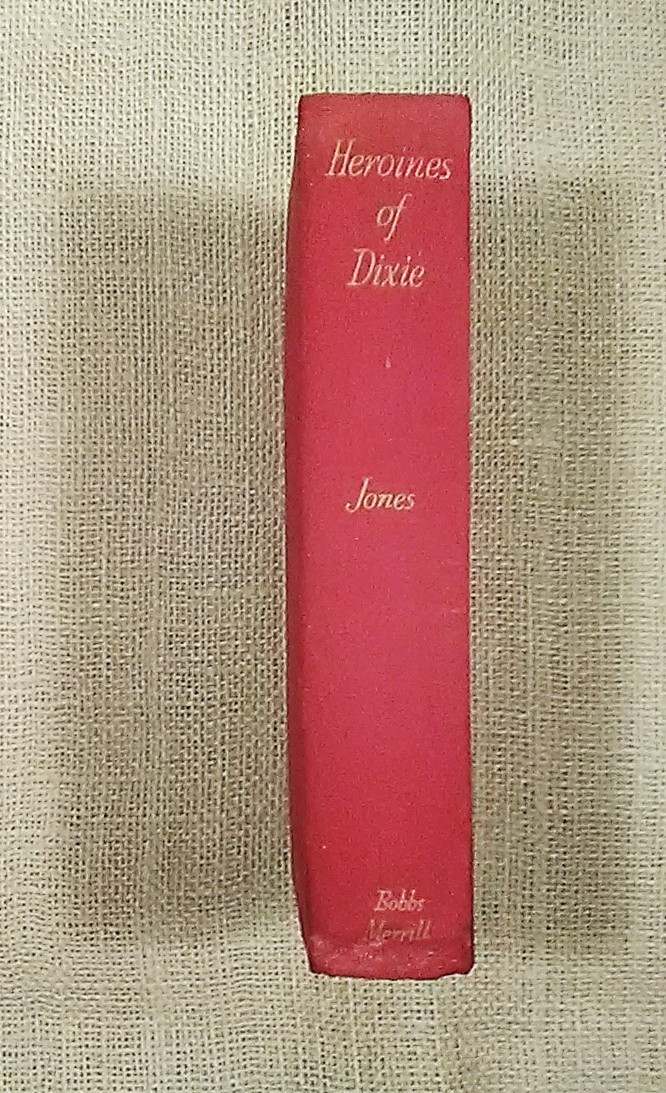 Heroines
of
Dixie
Jones
Bobbs
Merrill